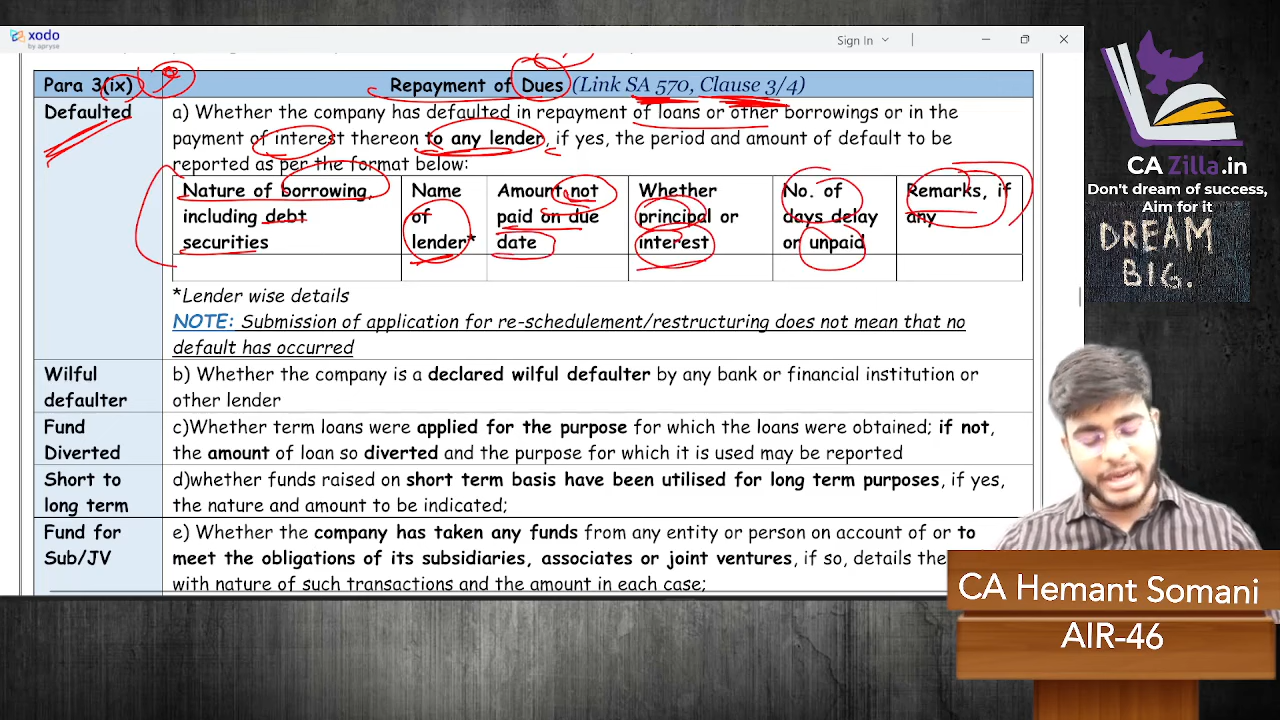 xodo
by apryse
Sign In
Para 3(ix)
Repayment of Dues (Link SA 570, Clause 3/4)
Defaulted
a) Whether the company has defaulted in repayment of loans or other borrowings or in the
payment of interest thereon to any lender, if yes, the period and amount of default to be
reported as per the format below:
Nature of borrowing,
including debt
securities
Name
of
lender*
Amount not
paid on due
date
Whether
principal or
interest
No. of
days delay
or unpaid
Remarks, if
any
*Lender wise details
NOTE: Submission of application for re-schedulement/restructuring does not mean that no
default has occurred
Wilful
defaulter
b) Whether the company is a declared wilful defaulter by any bank or financial institution or
other lender
Fund
Diverted
c)Whether term loans were applied for the purpose for which the loans were obtained; if not,
the amount of loan so diverted and the purpose for which it is used may be reported
Short to
long term
d)whether funds raised on short term basis have been utilised for long term purposes, if yes,
the nature and amount to be indicated;
Fund for
Sub/JV
e) Whether the company has taken any funds from any entity or person on account of or to
meet the obligations of its subsidiaries, associates or joint ventures, if so, details the
with nature of such transactions and the amount in each case;
CA Zilla.in
Don't dream of success,
Aim for it
DREAM
BIG.
CA Hemant Somani
AIR-46